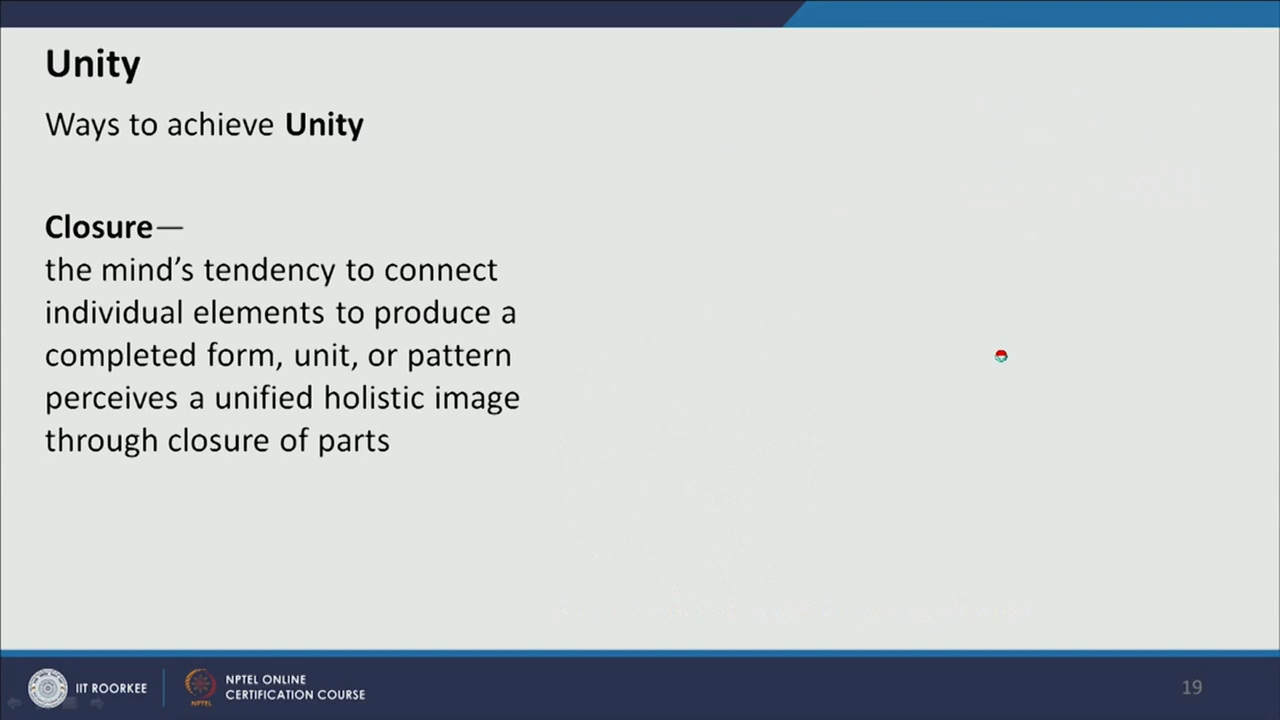 Unity
Ways to achieve Unity
Closure—
the mind's tendency to connect
individual elements to produce a
completed form, unit, or pattern
perceives a unified holistic image
through closure of parts
IIT ROORKEE
NPTEL
NPTEL ONLINE
CERTIFICATION COURSE
19